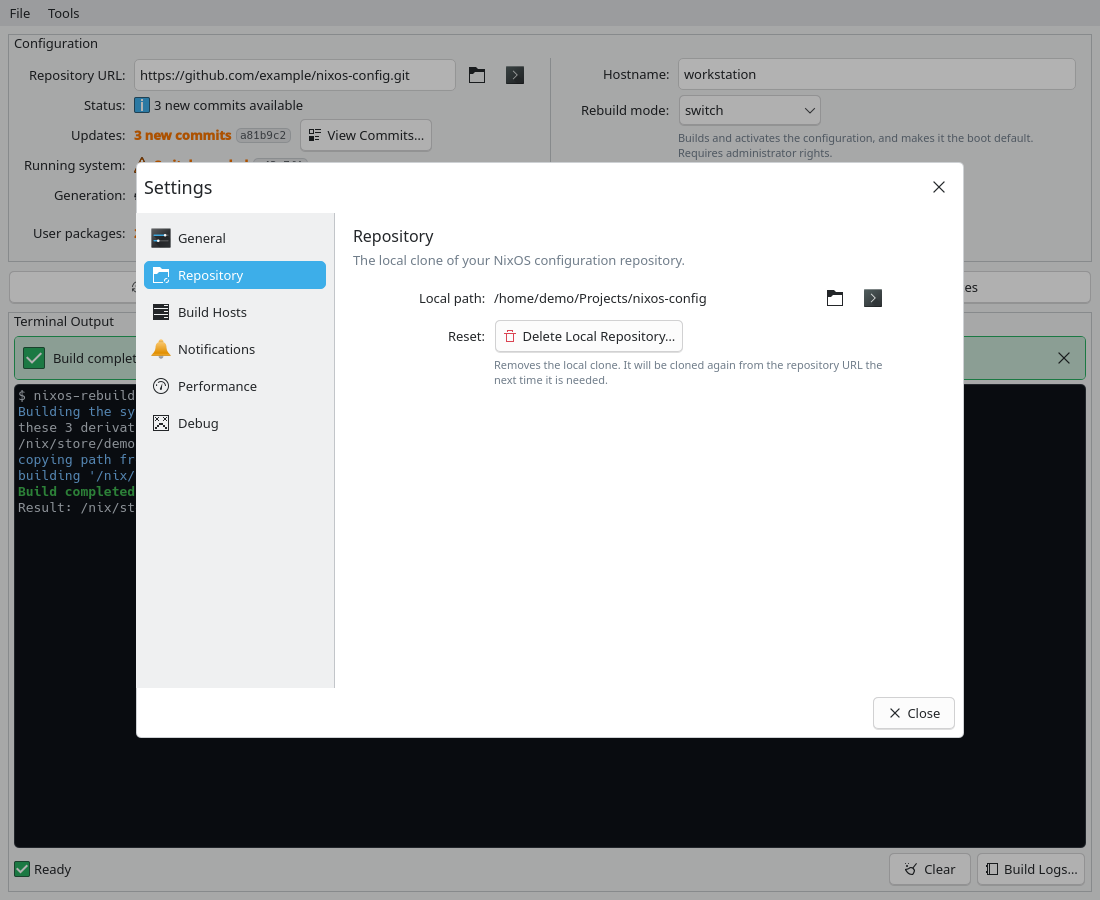 File Tools
Configuration
Repository URL: https://github.com/example/nixos-config.git
Hostname: workstation
Status: 3 new commits available
Rebuild mode: switch
Updates: 3 new commits a81b9c2 View Commits...
Builds and activates the configuration, and makes it the boot default.
Requires administrator rights.
Running system:
Generation:
User packages:
Settings
General
Repository
Build Hosts
Notifications
Performance
Debug
Repository
The local clone of your NixOS configuration repository.
Local path: /home/demo/Projects/nixos-config
Reset: Delete Local Repository...
Removes the local clone. It will be cloned again from the repository URL the
next time it is needed.
Close
Terminal Output
Build complet
$ nixos-rebuild
Building the sy
these 3 derivat
/nix/store/demo
copying path fr
building '/nix/
Build completed
Result: /nix/st
Ready
Clear
Build Logs...